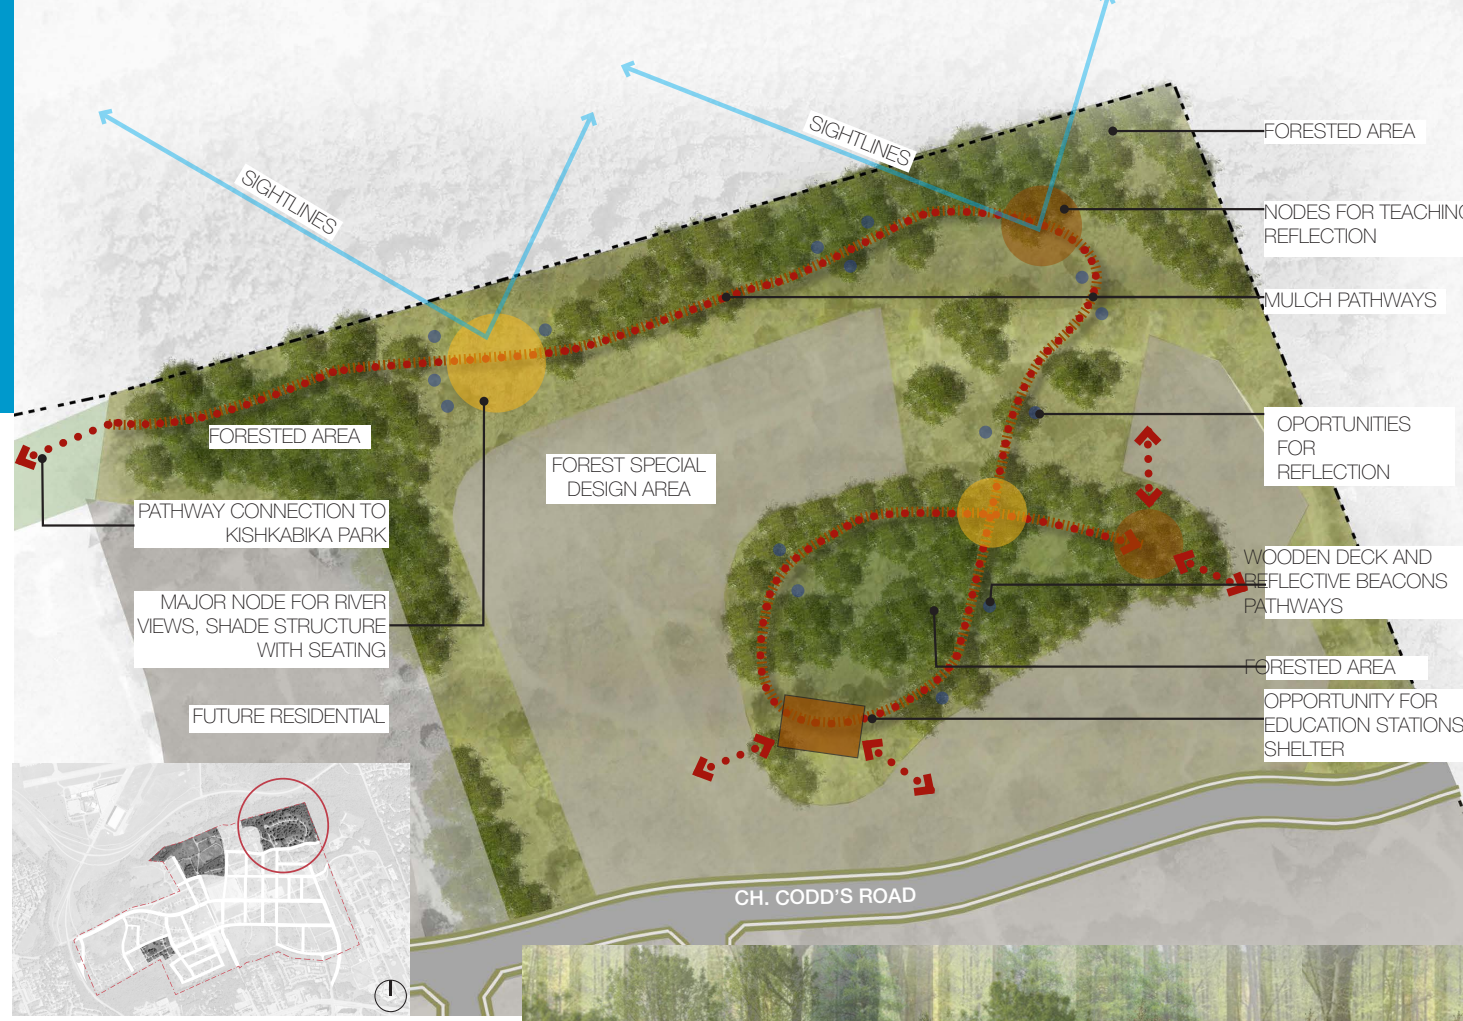 SIGHTLINES
SIGHTLINES
FORESTED AREA
NODES FOR TEACHING
REFLECTION
MULCH PATHWAYS
FORESTED AREA
OPORTUNITIES
FOR
REFLECTION
FOREST SPECIAL
DESIGN AREA
PATHWAY CONNECTION TO
KISHKABIKA PARK
WOODEN DECK AND
REFLECTIVE BEACONS
PATHWAYS
MAJOR NODE FOR RIVER
VIEWS, SHADE STRUCTURE
WITH SEATING
FORESTED AREA
OPPORTUNITY FOR
EDUCATION STATIONS
SHELTER
FUTURE RESIDENTIAL
CH. CODD'S ROAD